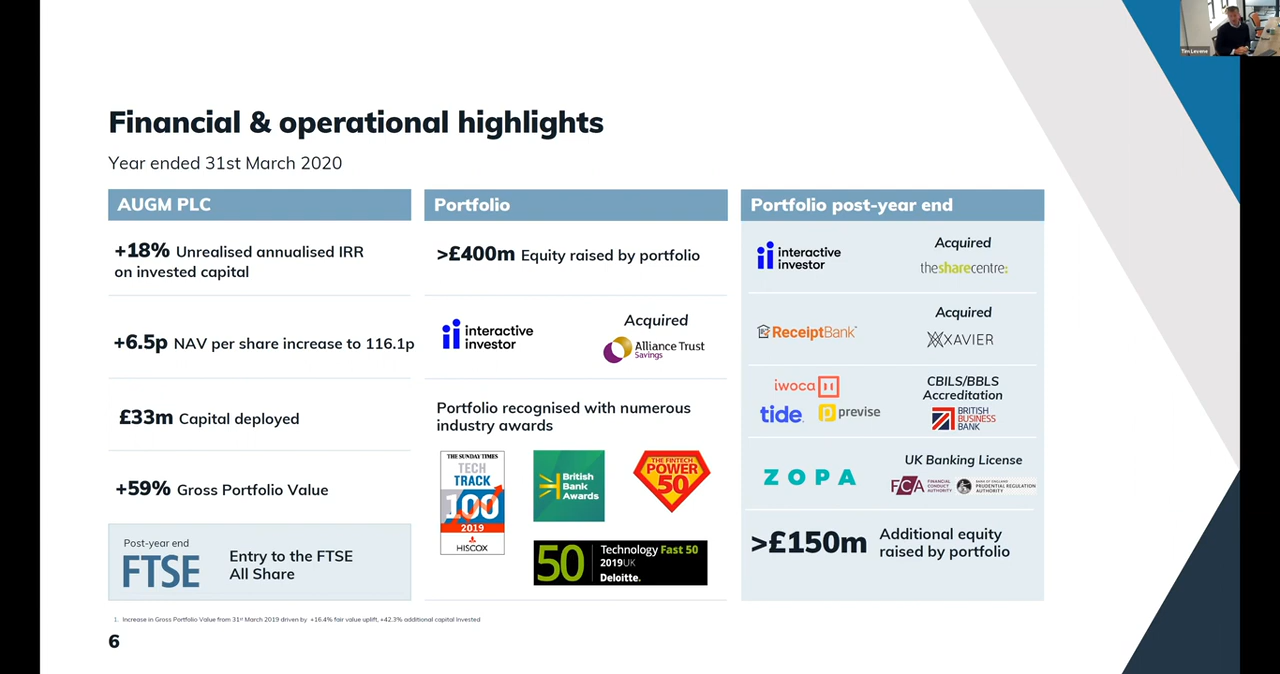 Tim Levene
Financial & operational highlights
Year ended 31st March 2020
AUGM PLC
+18% Unrealised annualised IRR
on invested capital
+6.5p NAV per share increase to 116.1p
£33m Capital deployed
+59% Gross Portfolio Value
Post-year end
FTSE
Entry to the FTSE
All Share
Portfolio
>£400m Equity raised by portfolio
interactive
investor
Acquired
Alliance Trust
Savings
Portfolio recognised with numerous
industry awards
THE SUNDAY TIMES
TECH
TRACK
100
2019
HISCOX
British
Bank
Awards
THE FINTECH
POWER
50
50
Technology Fast 50
2019UK
Deloitte.
Portfolio post-year end
interactive
investor
Acquired
thesharecentre:
ReceiptBank
Acquired
XAVIER
iwoca
tide
previse
CBILS/BBLS
Accreditation
BRITISH
BUSINESS
BANK
ZOPA
UK Banking License
FCA FINANCIAL
CONDUCT
AUTHORITY
BANK OF ENGLAND
PRUDENTIAL REGULATION
AUTHORITY
>£150m Additional equity
raised by portfolio
1. Increase in Gross Portfolio Value from 31st March 2019 driven by +16.4% fair value uplift, +42.3% additional capital Invested
6